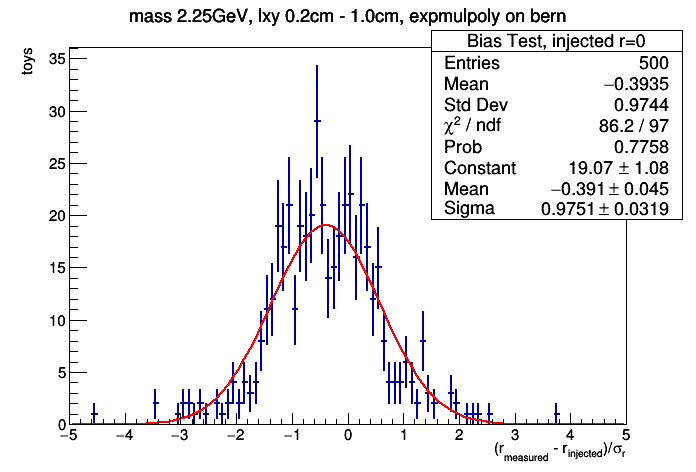 mass 2.25GeV, lxy 0.2cm - 1.0cm, expmulpoly on bern
Bias Test, injected r=0
Entries 500
Mean −0.3935
Std Dev 0.9744
χ² / ndf 86.2 / 97
Prob 0.7758
Constant 19.07 ± 1.08
Mean −0.391 ± 0.045
Sigma 0.9751 ± 0.0319
toys
35
30
25
20
15
10
5
0
−5 −4 −3 −2 −1 0 1 2 3 4 5
(r_measured - r_injected)/σ_r